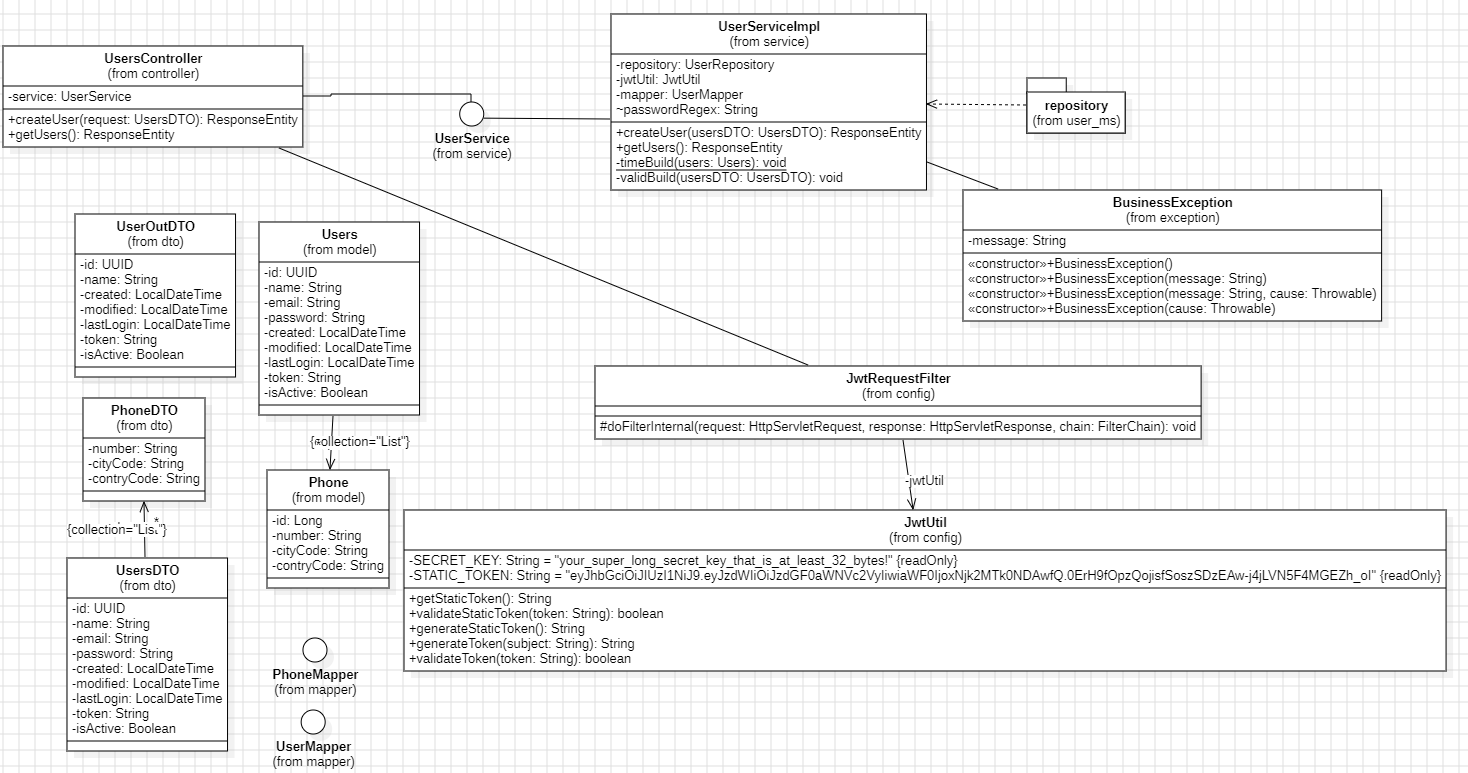 UsersController
(from controller)
-service: UserService
+createUser(request: UsersDTO): ResponseEntity
+getUsers(): ResponseEntity
UserService
(from service)
UserServiceImpl
(from service)
-repository: UserRepository
-jwtUtil: JwtUtil
-mapper: UserMapper
~passwordRegex: String
+createUser(usersDTO: UsersDTO): ResponseEntity
+getUsers(): ResponseEntity
-timeBuild(users: Users): void
-validBuild(usersDTO: UsersDTO): void
repository
(from user_ms)
BusinessException
(from exception)
-message: String
«constructor»+BusinessException()
«constructor»+BusinessException(message: String)
«constructor»+BusinessException(message: String, cause: Throwable)
«constructor»+BusinessException(cause: Throwable)
UserOutDTO
(from dto)
-id: UUID
-name: String
-created: LocalDateTime
-modified: LocalDateTime
-lastLogin: LocalDateTime
-token: String
-isActive: Boolean
Users
(from model)
-id: UUID
-name: String
-email: String
-password: String
-created: LocalDateTime
-modified: LocalDateTime
-lastLogin: LocalDateTime
-token: String
-isActive: Boolean
JwtRequestFilter
(from config)
#doFilterInternal(request: HttpServletRequest, response: HttpServletResponse, chain: FilterChain): void
PhoneDTO
(from dto)
-number: String
-cityCode: String
-contryCode: String
{collection="List"}
Phone
(from model)
-id: Long
-number: String
-cityCode: String
-contryCode: String
-jwtUtil
{collection="List"}
*
JwtUtil
(from config)
-SECRET_KEY: String = "your_super_long_secret_key_that_is_at_least_32_bytes!" {readOnly}
-STATIC_TOKEN: String = "eyJhbGciOiJIUzI1NiJ9.eyJzdWIiOiJzdGF0aWNVc2VyIiwiaWF0IjoxNjk2MTk0NDAwfQ.0ErH9fOpzQojisfSoszSDzEAw-j4jLVN5F4MGEZh_oI" {readOnly}
+getStaticToken(): String
+validateStaticToken(token: String): boolean
+generateStaticToken(): String
+generateToken(subject: String): String
+validateToken(token: String): boolean
UsersDTO
(from dto)
-id: UUID
-name: String
-email: String
-password: String
-created: LocalDateTime
-modified: LocalDateTime
-lastLogin: LocalDateTime
-token: String
-isActive: Boolean
PhoneMapper
(from mapper)
UserMapper
(from mapper)